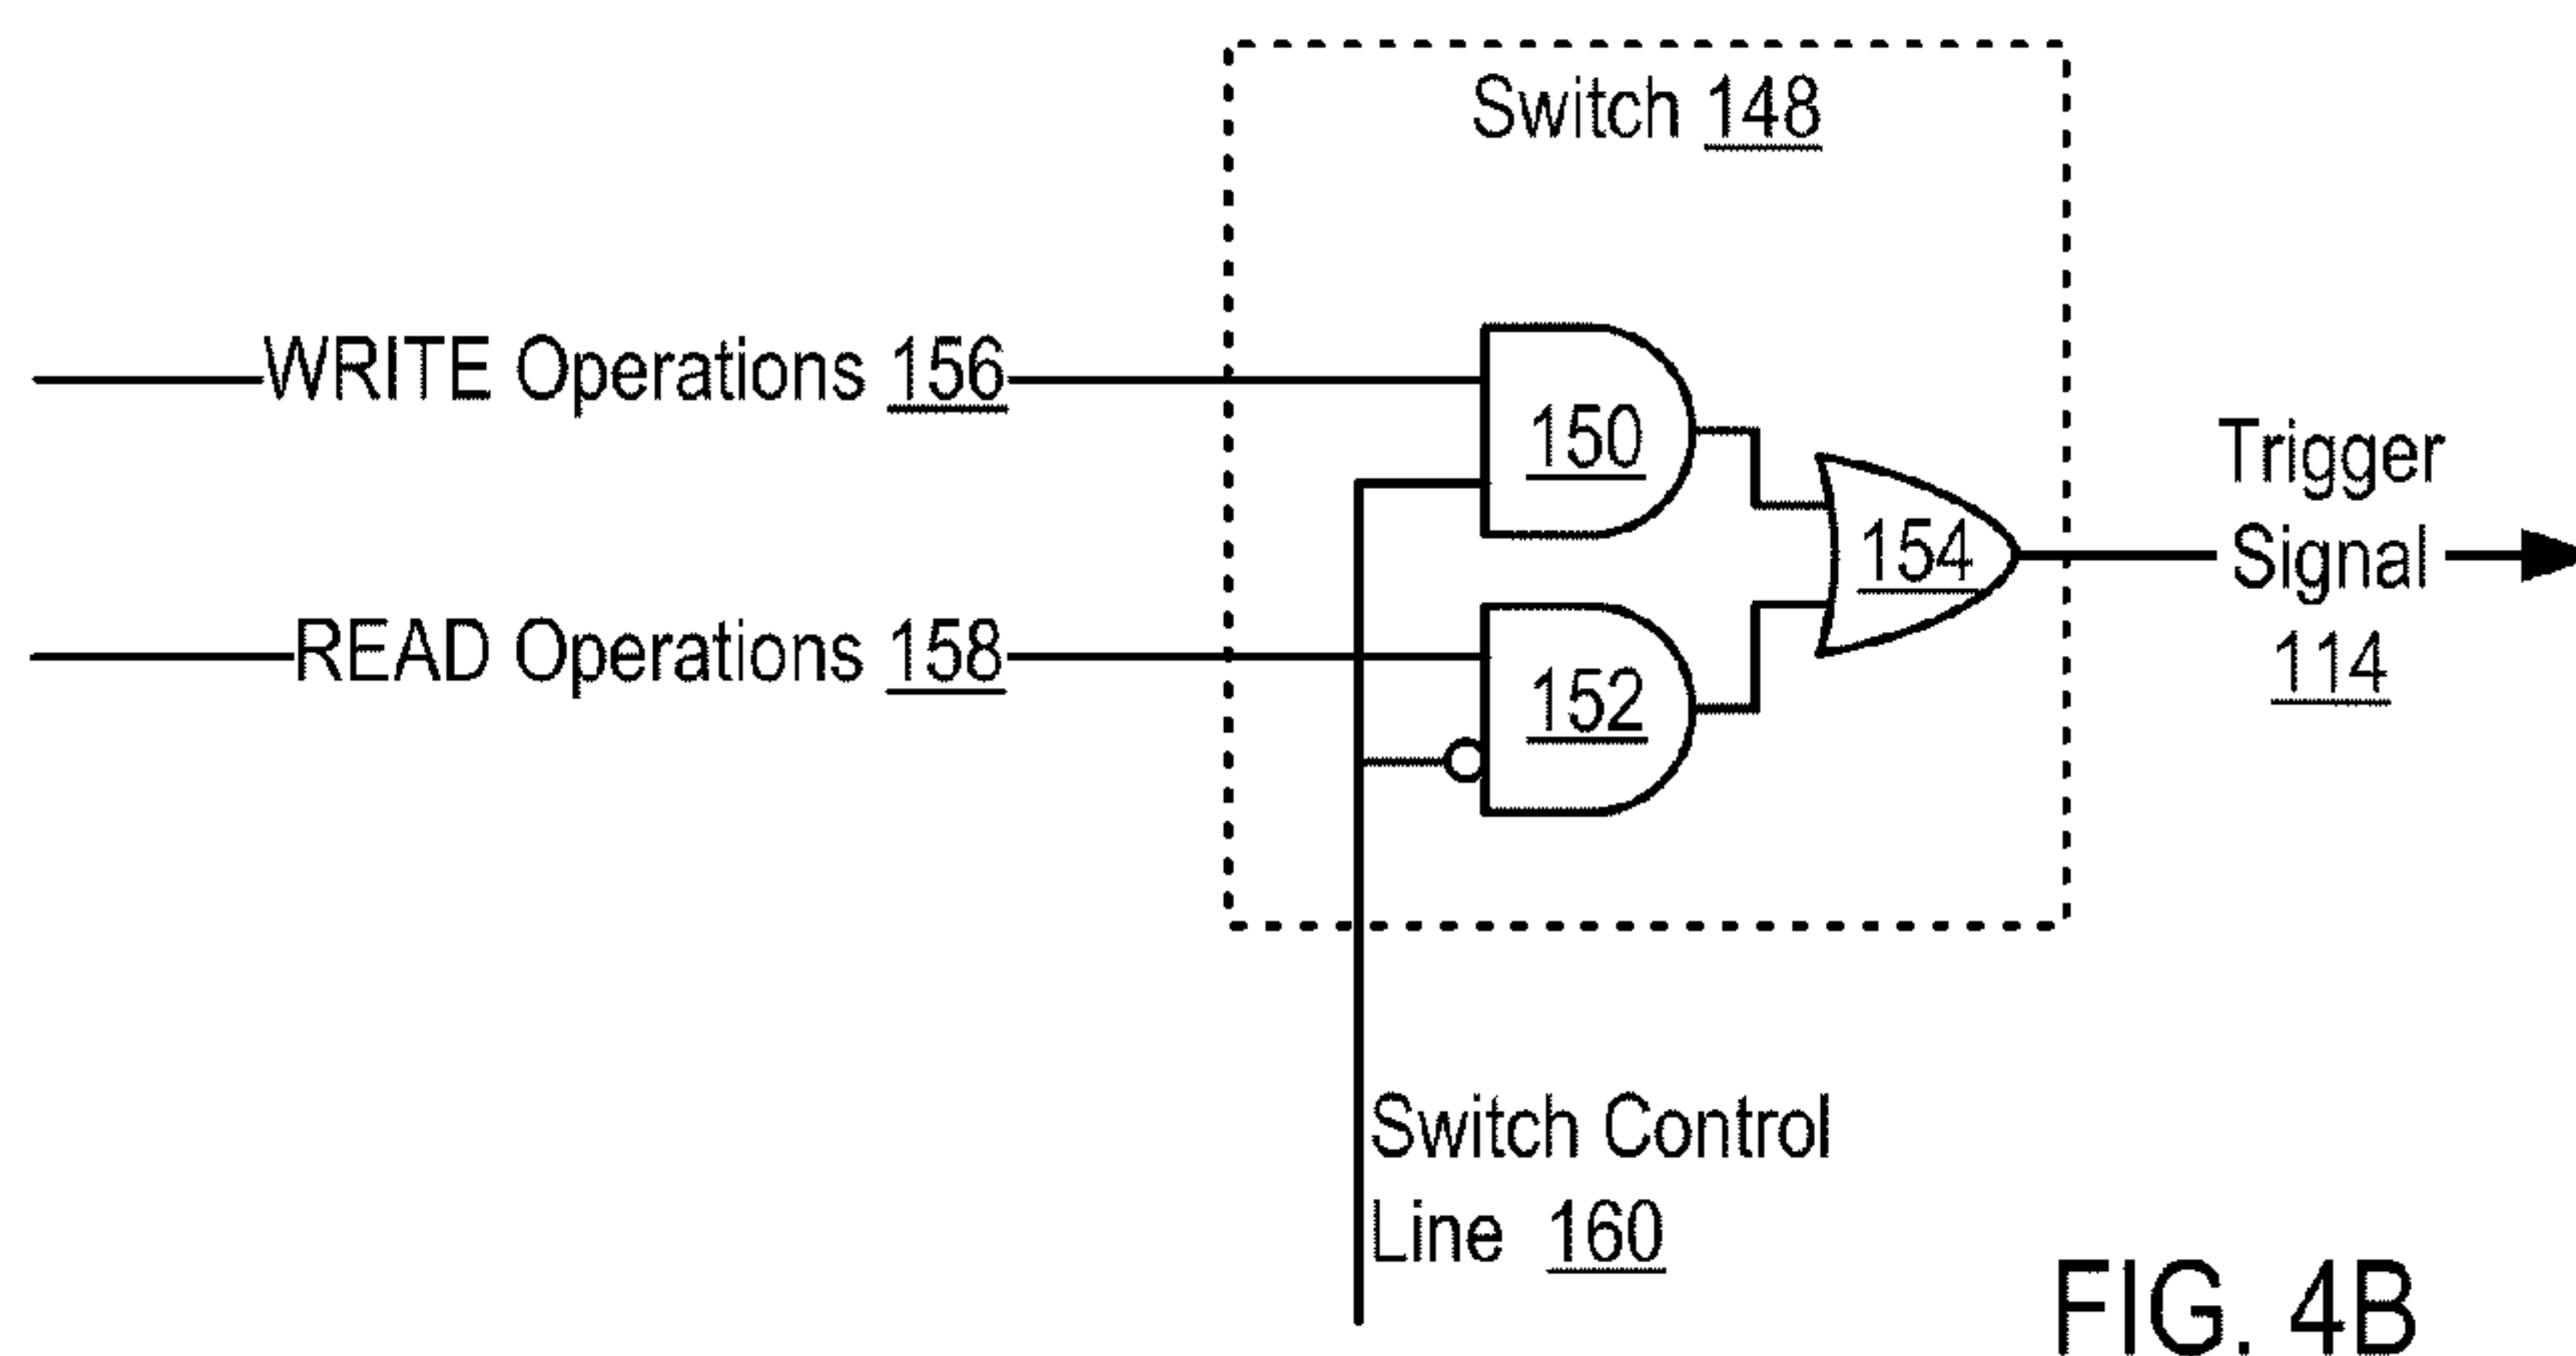 Switch 148
WRITE Operations 156
150
Trigger
Signal
114
154
READ Operations 158
152
Switch Control
Line 160
FIG. 4B